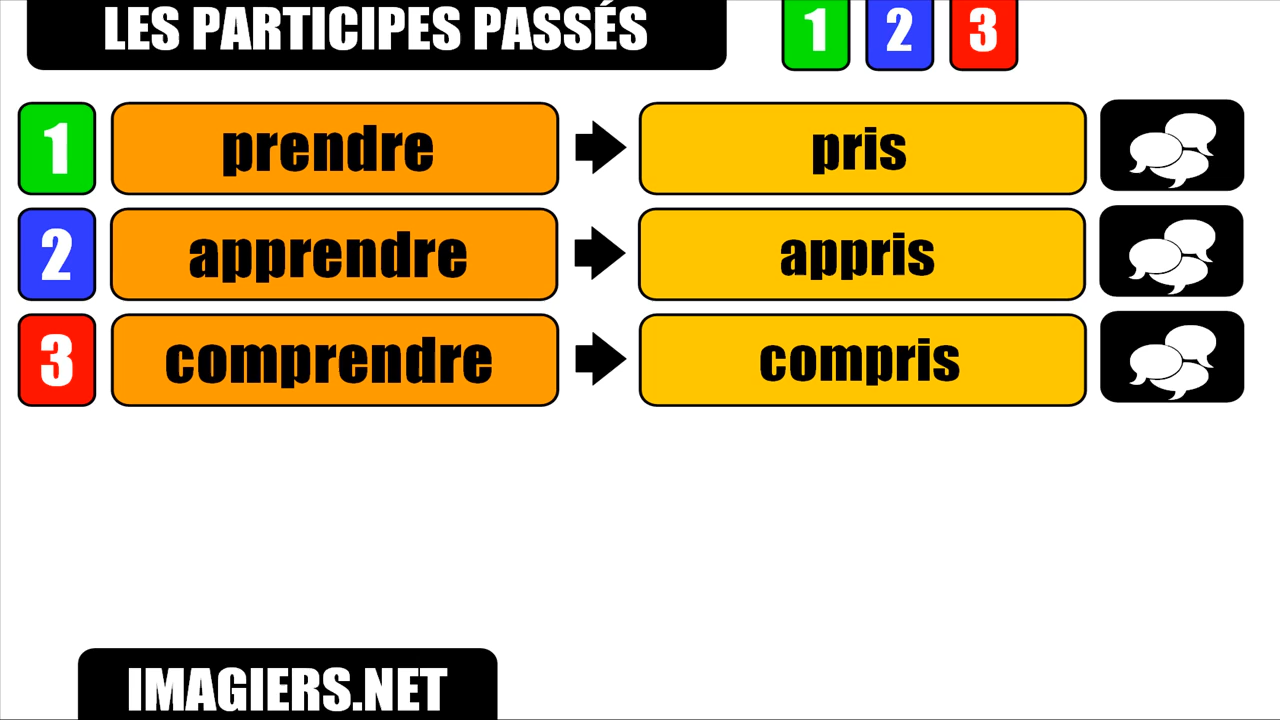 LES PARTICIPES PASSÉS 1 2 3
1 prendre pris
2 apprendre appris
3 comprendre compris
IMAGIERS.NET